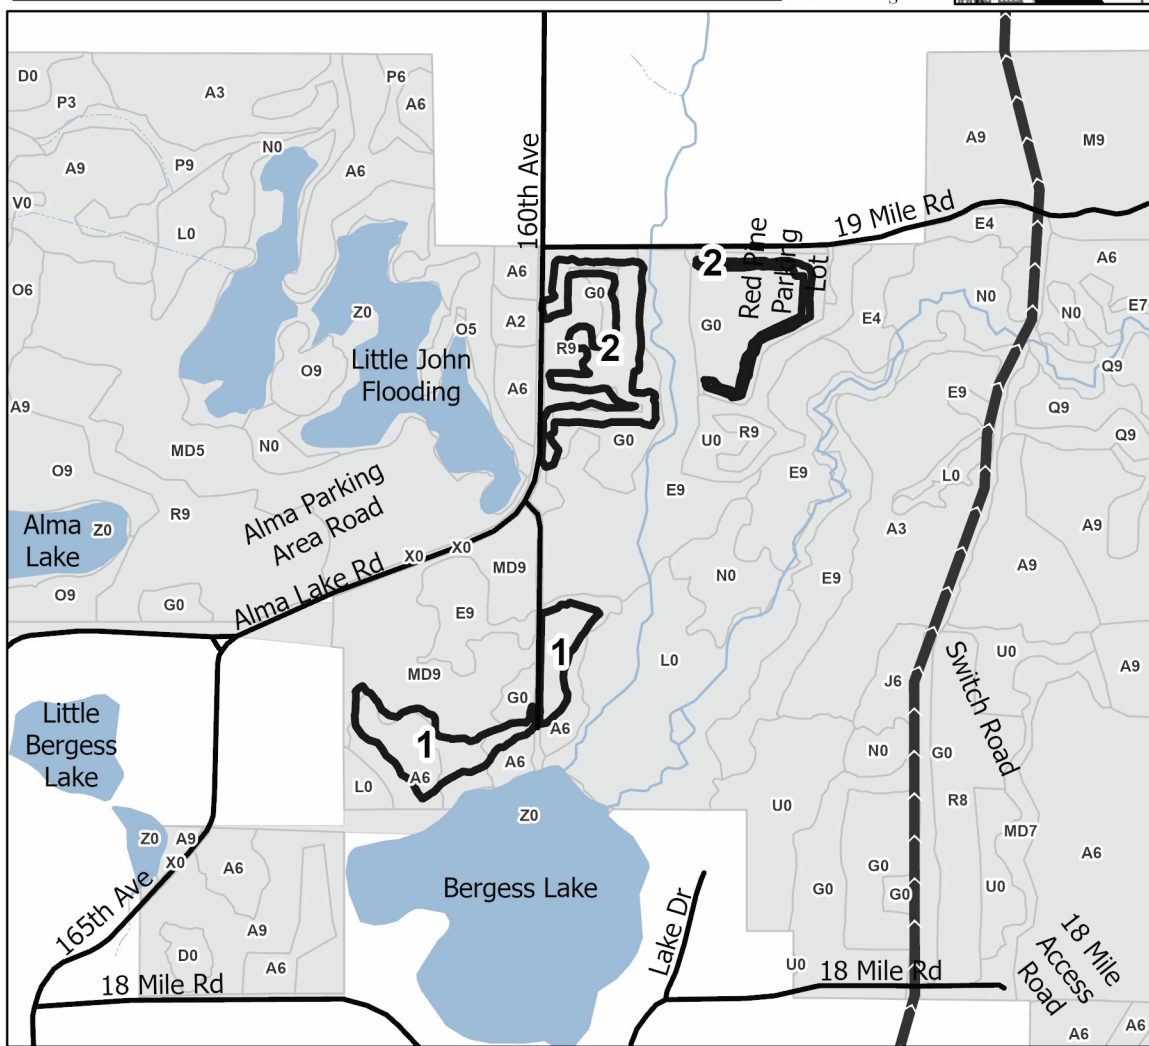 D0
P3
A3
P6
A6
A9
P9
N0
A6
V0
L0
O6
Z0
O5
O9
Little John
Flooding
A9
MD5
N0
O9
R9
Alma
Lake
Z0
Alma Parking
Area Road
O9
G0
Alma Lake Rd
X0
X0
160th Ave
A6
A2
A6
G0
R9
2
G0
2
Red Pine
Parking
Lot
G0
19 Mile Rd
A9
M9
E4
A6
N0
N0
E7
E4
Q9
E9
Q9
Q9
U0
R9
E9
E9
L0
A3
A9
A9
N0
E9
MD9
E9
1
MD9
G0
L0
A6
1
A6
A6
L0
J6
Switch Road
U0
A9
N0
G0
R8
U0
MD7
A6
G0
G0
G0
U0
U0
Little
Bergess
Lake
Z0
A9
X0
A6
165th Ave
A9
D0
A6
18 Mile Rd
Z0
Bergess Lake
Lake Dr
18 Mile Rd
18 Mile
Access
Road
A6
A6